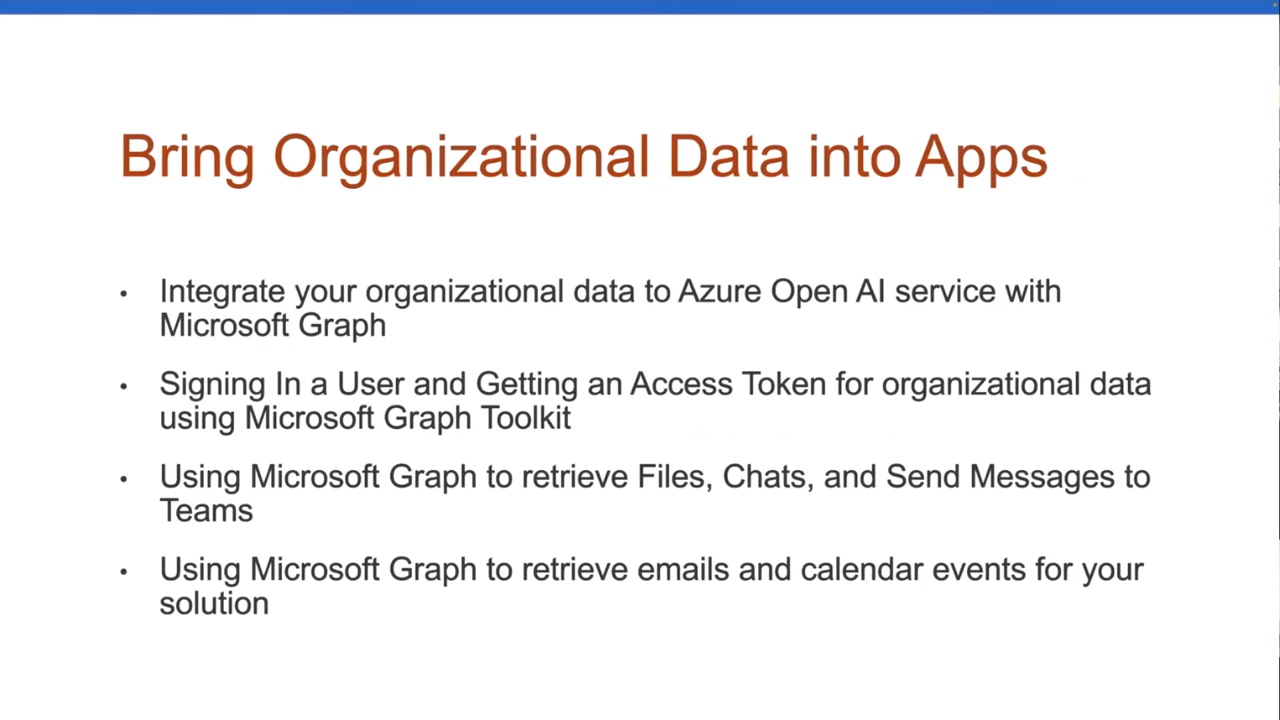 Bring Organizational Data into Apps
• Integrate your organizational data to Azure Open AI service with
Microsoft Graph
• Signing In a User and Getting an Access Token for organizational data
using Microsoft Graph Toolkit
• Using Microsoft Graph to retrieve Files, Chats, and Send Messages to
Teams
• Using Microsoft Graph to retrieve emails and calendar events for your
solution